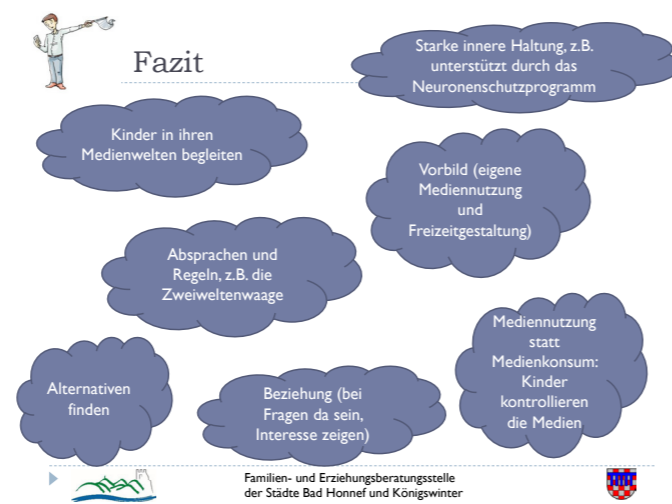 Fazit
Starke innere Haltung, z.B.
unterstützt durch das
Neuronenschutzprogramm
Kinder in ihren
Medienwelten begleiten
Vorbild (eigene
Mediennutzung
und
Freizeitgestaltung)
Absprachen und
Regeln, z.B. die
Zweiweltenwaage
Mediennutzung
statt
Medienkonsum:
Kinder
kontrollieren
die Medien
Alternativen
finden
Beziehung (bei
Fragen da sein,
Interesse zeigen)
Familien- und Erziehungsberatungsstelle
der Städte Bad Honnef und Königswinter